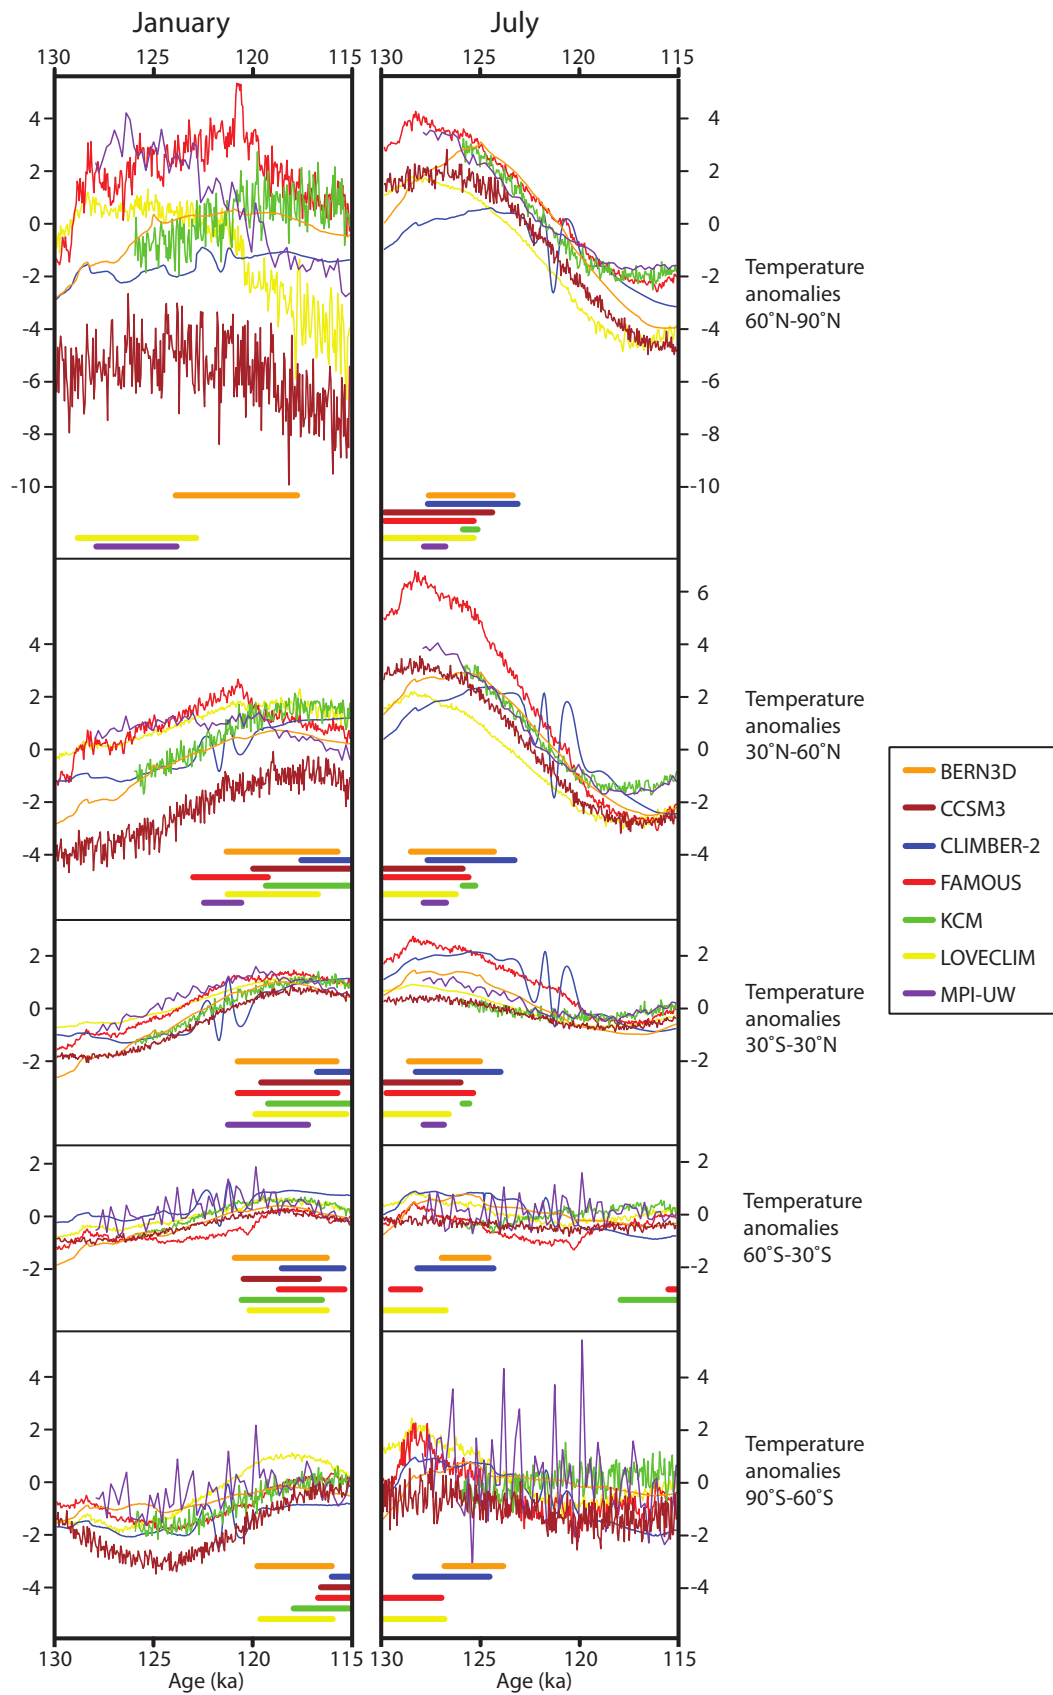 January July
130 125 120 115 130 125 120 115
4 4
2 2
0 0
-2 -2
-4 -4
-6 -6
-8 -8
-10 -10
Temperature
anomalies
60˚N-90˚N
6
4 4
2 2
0 0
-2 -2
-4 -4
Temperature
anomalies
30˚N-60˚N
BERN3D
CCSM3
CLIMBER-2
FAMOUS
KCM
LOVECLIM
MPI-UW
2 2
0 0
-2 -2
Temperature
anomalies
30˚S-30˚N
2 2
0 0
-2 -2
Temperature
anomalies
60˚S-30˚S
4 4
2 2
0 0
-2 -2
-4 -4
Temperature
anomalies
90˚S-60˚S
130 125 120 115 130 125 120 115
Age (ka) Age (ka)